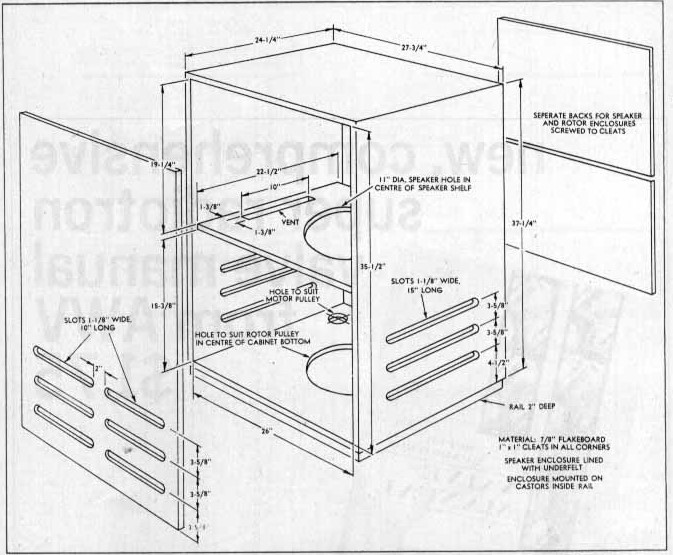 24-1/4"
27-3/4"
SEPERATE BACKS FOR SPEAKER
AND ROTOR ENCLOSURES
SCREWED TO CLEATS
19-1/4"
22-1/2"
10"
11" DIA. SPEAKER HOLE IN
CENTRE OF SPEAKER SHELF
1-3/8"
VENT
1-3/8"
37-1/4"
35-1/2"
SLOTS 1-1/8" WIDE,
15" LONG
HOLE TO SUIT
MOTOR PULLEY
15-3/8"
3-5/8"
SLOTS 1-1/8" WIDE,
10" LONG
HOLE TO SUIT ROTOR PULLEY
IN CENTRE OF CABINET BOTTOM
3-5/8"
4-1/2"
2"
RAIL 2" DEEP
26"
MATERIAL: 7/8" FLAKEBOARD
1" x 1" CLEATS IN ALL CORNERS
SPEAKER ENCLOSURE LINED
WITH UNDERFELT
ENCLOSURE MOUNTED ON
CASTORS INSIDE RAIL
3-5/8"
3-5/8"
new, comprehensive
manual